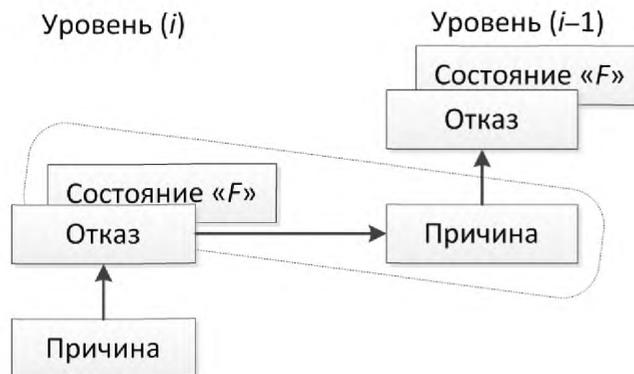 Уровень (i)
Уровень (i–1)
Состояние «F»
Отказ
Состояние «F»
Отказ
Причина
Причина